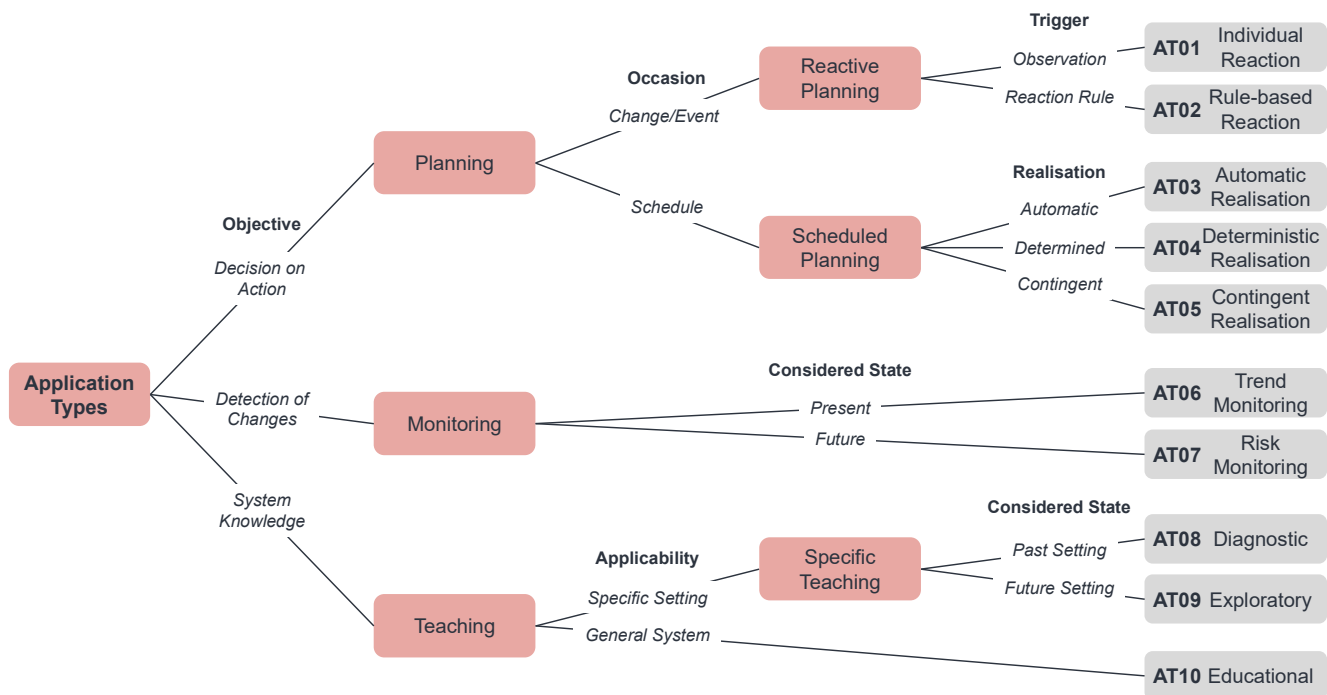 Trigger
AT01 Individual
Reaction
Observation
Occasion
Reactive
Planning
Reaction Rule
AT02 Rule-based
Reaction
Change/Event
Planning
Realisation
AT03 Automatic
Realisation
Schedule
Automatic
Objective
Scheduled
Planning
Determined
AT04 Deterministic
Realisation
Decision on
Action
Contingent
AT05 Contingent
Realisation
Application
Types
Considered State
AT06 Trend
Monitoring
Detection of
Changes
Monitoring
Present
Future
AT07 Risk
Monitoring
System
Knowledge
Considered State
AT08 Diagnostic
Applicability
Specific
Teaching
Past Setting
Specific Setting
Future Setting
AT09 Exploratory
Teaching
General System
AT10 Educational